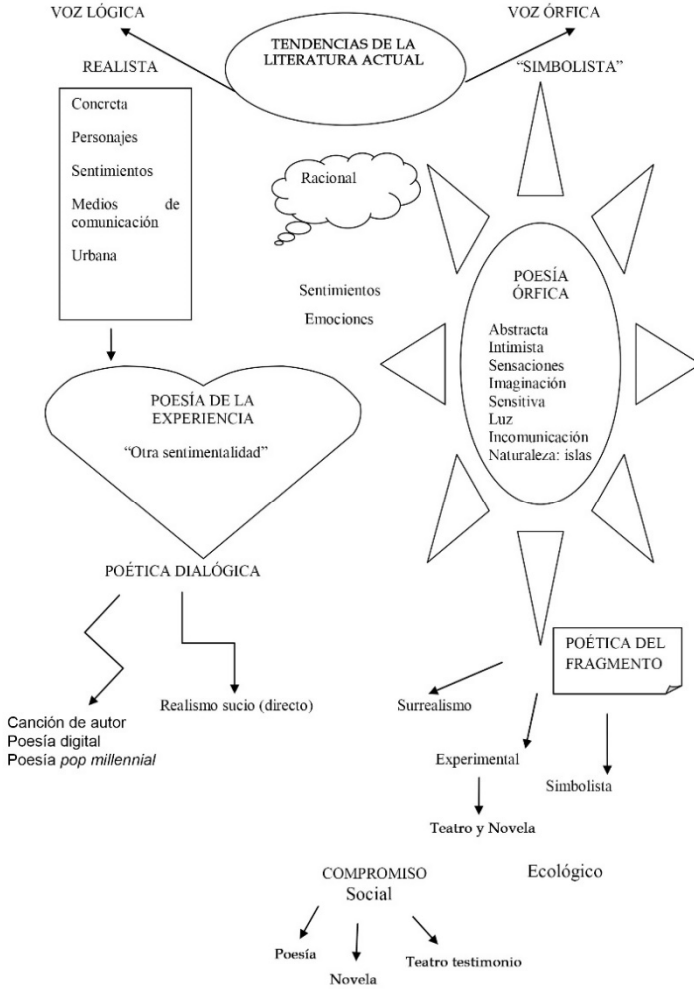 VOZ LÓGICA
VOZ ÓRFICA
TENDENCIAS DE LA
LITERATURA ACTUAL
REALISTA
“SIMBOLISTA”
Concreta
Personajes
Sentimientos
Medios de
comunicación
Urbana
Racional
Sentimientos
Emociones
POESÍA
ÓRFICA
Abstracta
Intimista
Sensaciones
Imaginación
Sensitiva
Luz
Incomunicación
Naturaleza: islas
POESÍA DE LA
EXPERIENCIA
“Otra sentimentalidad”
POÉTICA DIALÓGICA
Canción de autor
Poesía digital
Poesía pop millennial
Realismo sucio (directo)
POÉTICA DEL
FRAGMENTO
Surrealismo
Experimental
Simbolista
Teatro y Novela
Ecológico
COMPROMISO
Social
Poesía
Novela
Teatro testimonio